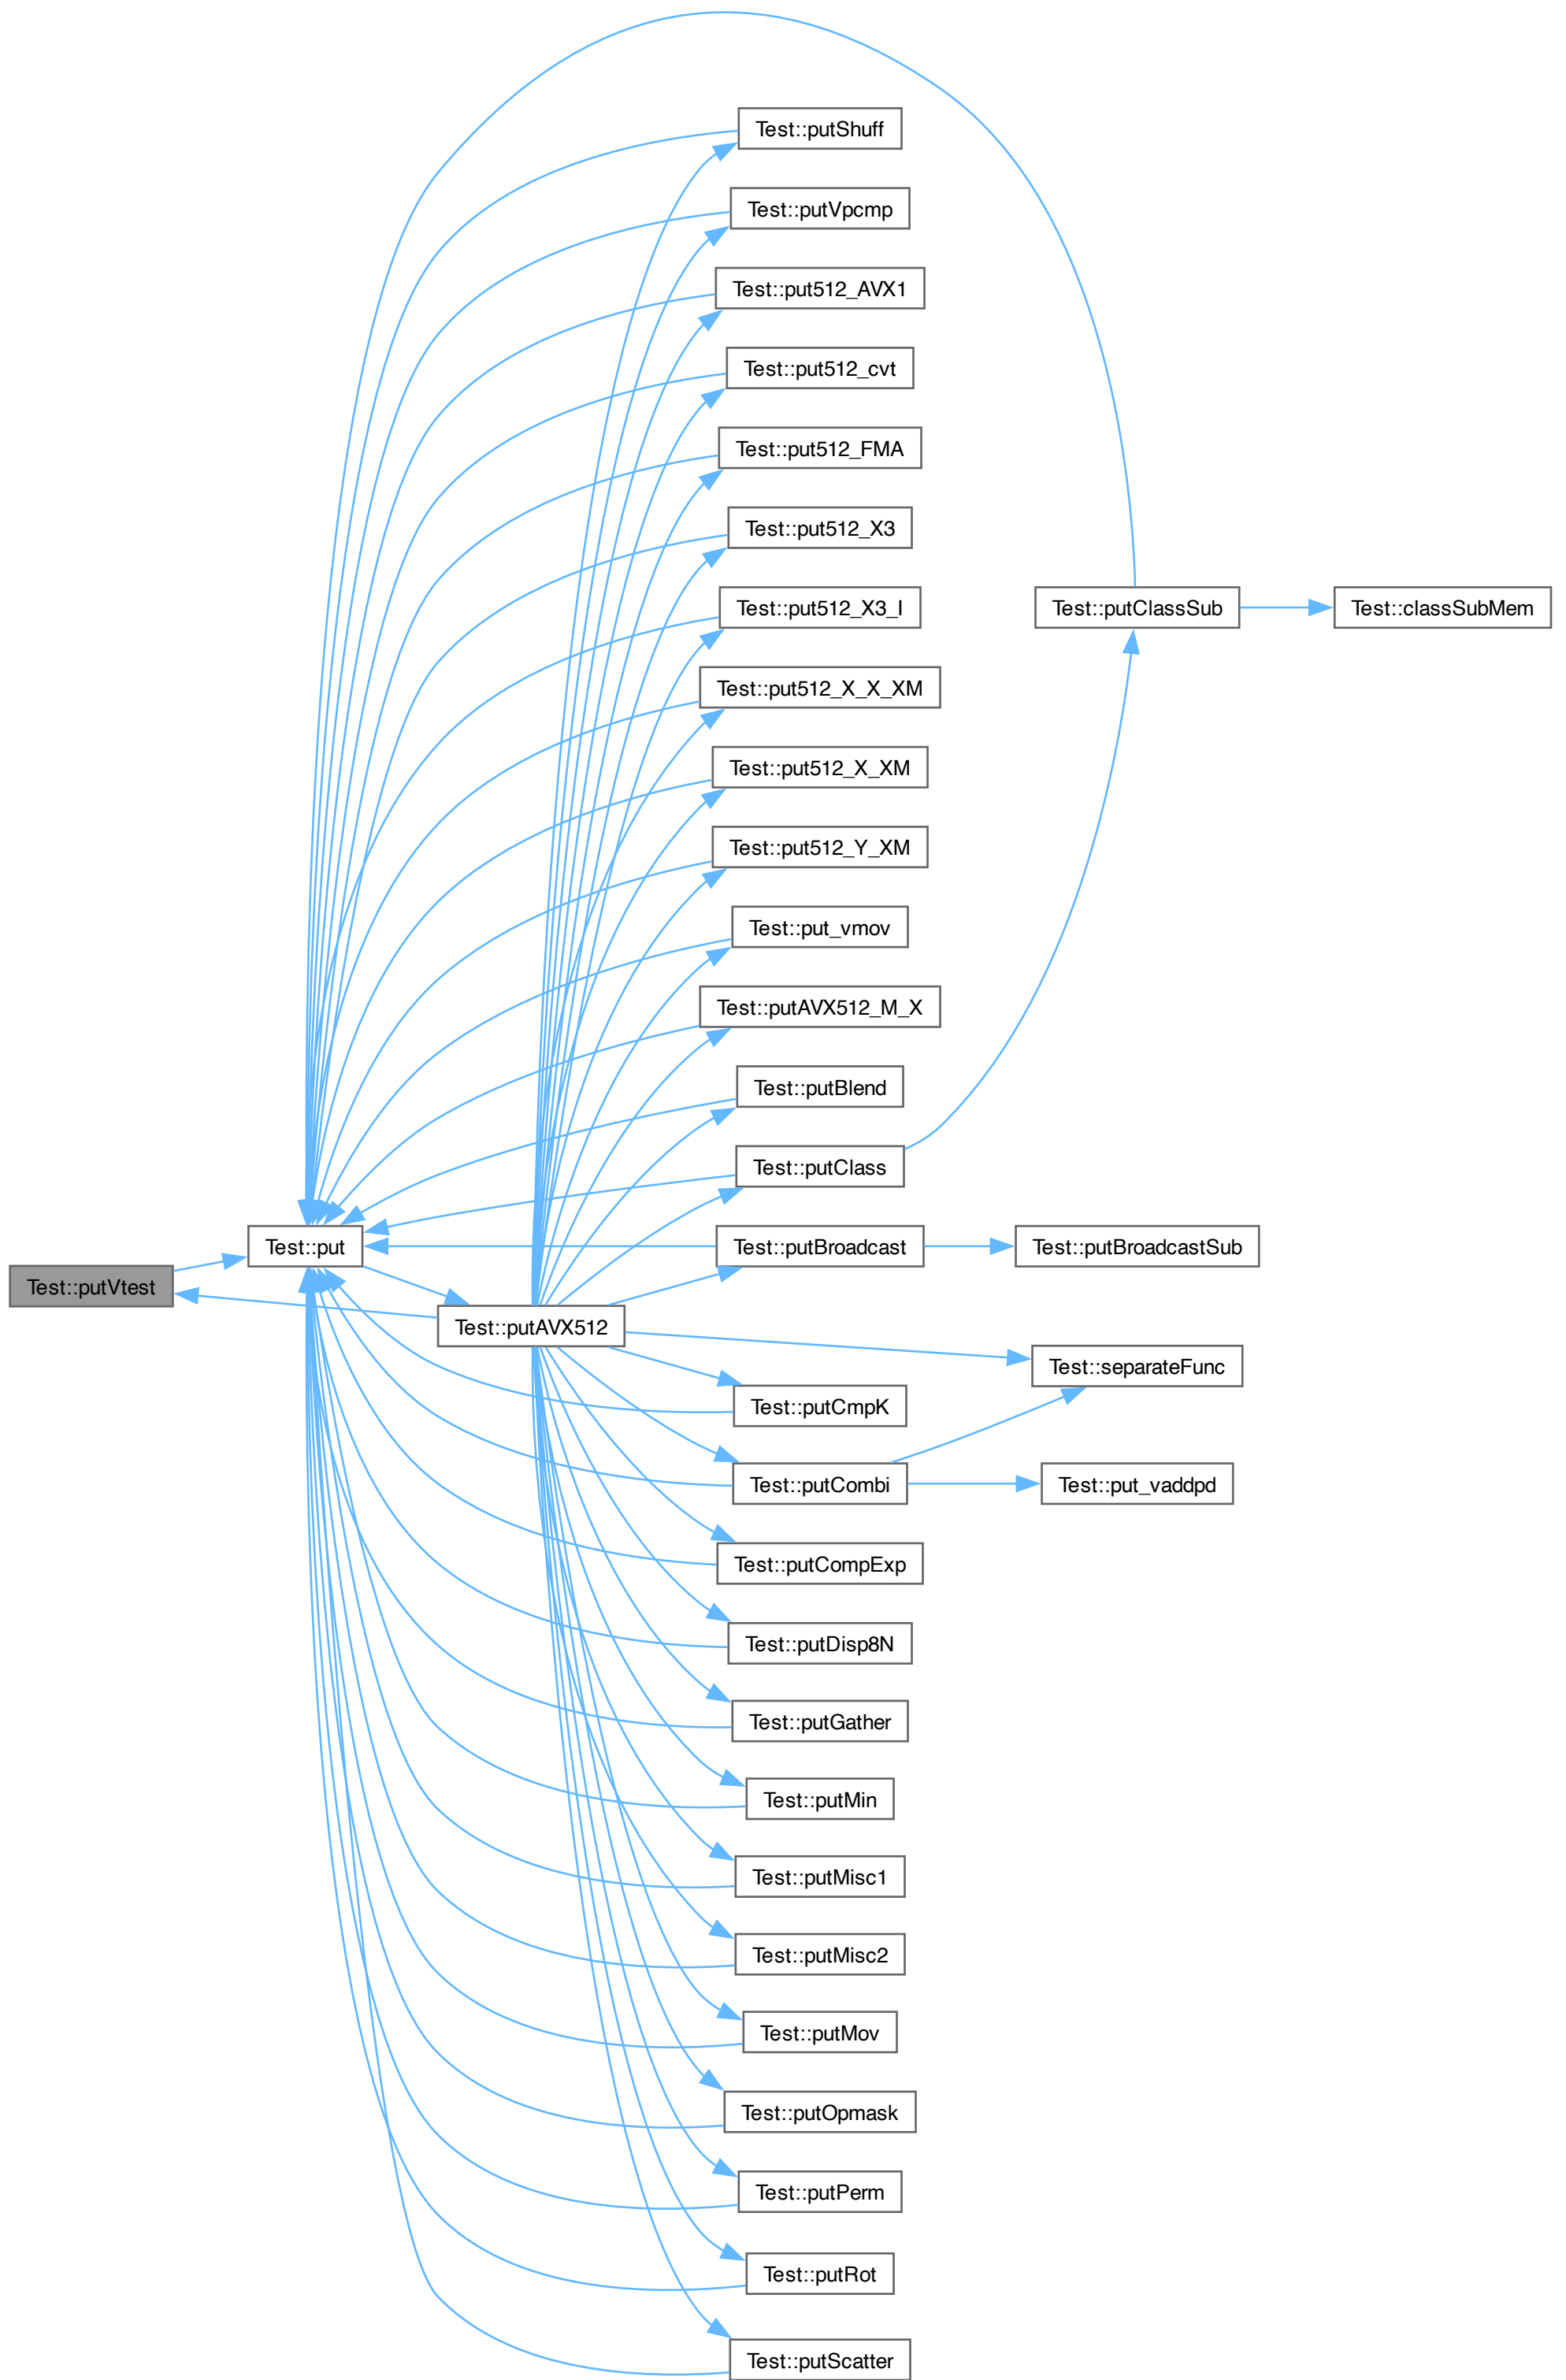 Test::putShuff
Test::putVpcmp
Test::put512_AVX1
Test::put512_cvt
Test::put512_FMA
Test::put512_X3
Test::put512_X3_I
Test::putClassSub
Test::classSubMem
Test::put512_X_X_XM
Test::put512_X_XM
Test::put512_Y_XM
Test::put_vmov
Test::putAVX512_M_X
Test::putBlend
Test::putClass
Test::put
Test::putBroadcast
Test::putBroadcastSub
Test::putVtest
Test::putAVX512
Test::separateFunc
Test::putCmpK
Test::putCombi
Test::put_vaddpd
Test::putCompExp
Test::putDisp8N
Test::putGather
Test::putMin
Test::putMisc1
Test::putMisc2
Test::putMov
Test::putOpmask
Test::putPerm
Test::putRot
Test::putScatter